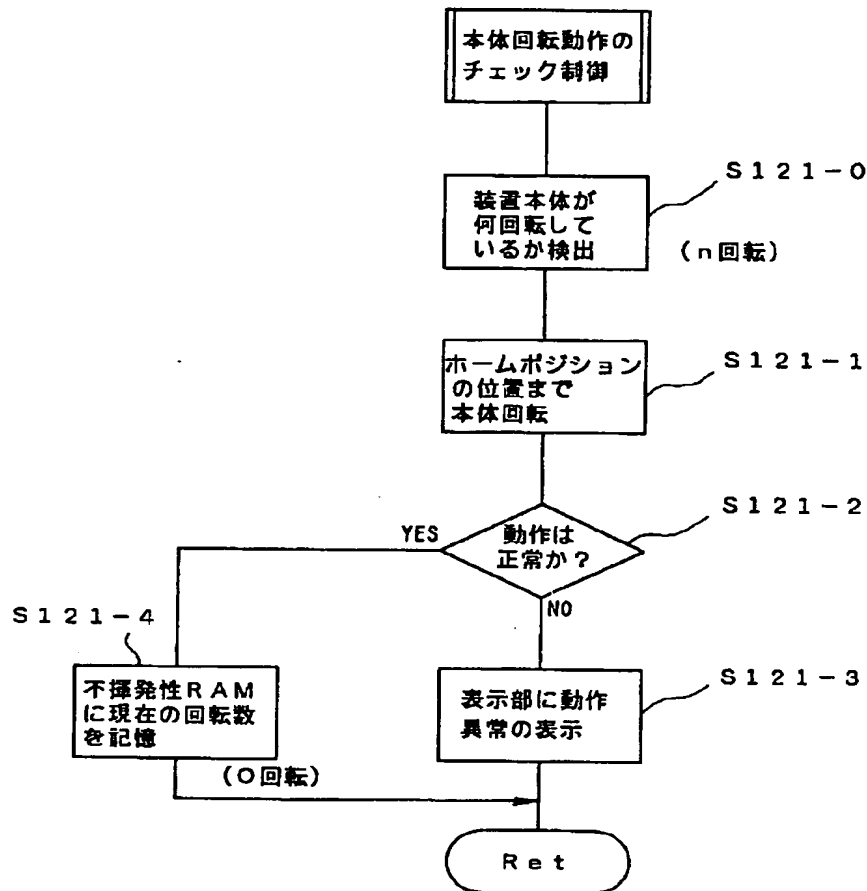 本体回転動作の
チェック制御
S121-0
装置本体が
何回転して
いるか検出
(n回転)
S121-1
ホームポジション
の位置まで
本体回転
S121-2
動作は
正常か?
YES
NO
S121-4
不揮発性RAM
に現在の回転数
を記憶
(0回転)
S121-3
表示部に動作
異常の表示
Ret